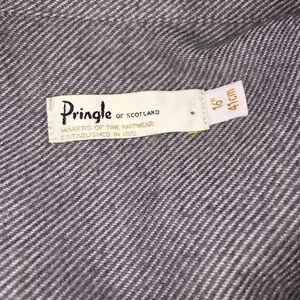 Pringle OF SCOTLAND
MAKERS OF FINE KNITWEAR.
ESTABLISHED IN 1815.
16"
41cm